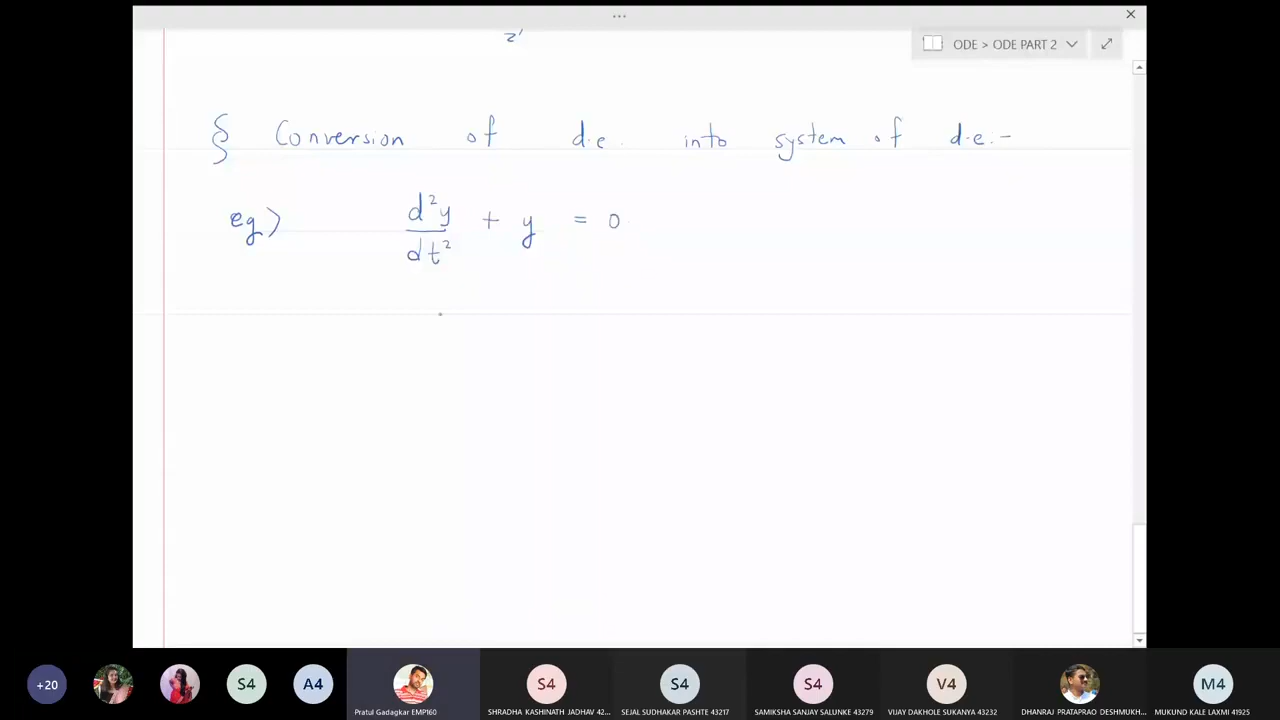 ODE > ODE PART 2
z'
§ Conversion of d.e. into system of d.e. :-
eg> d²y/dt² + y = 0
+20
S4
A4
Pratul Gadagkar EMP160
S4
SHRADHA KASHINATH JADHAV 42...
S4
SEJAL SUDHAKAR PASHTE 43217
S4
SAMIKSHA SANJAY SALUNKE 43279
V4
VIJAY DAKHOLE SUKANYA 43232
DHANRAJ PRATAPRAO DESHMUKH...
M4
MUKUND KALE LAXMI 41925